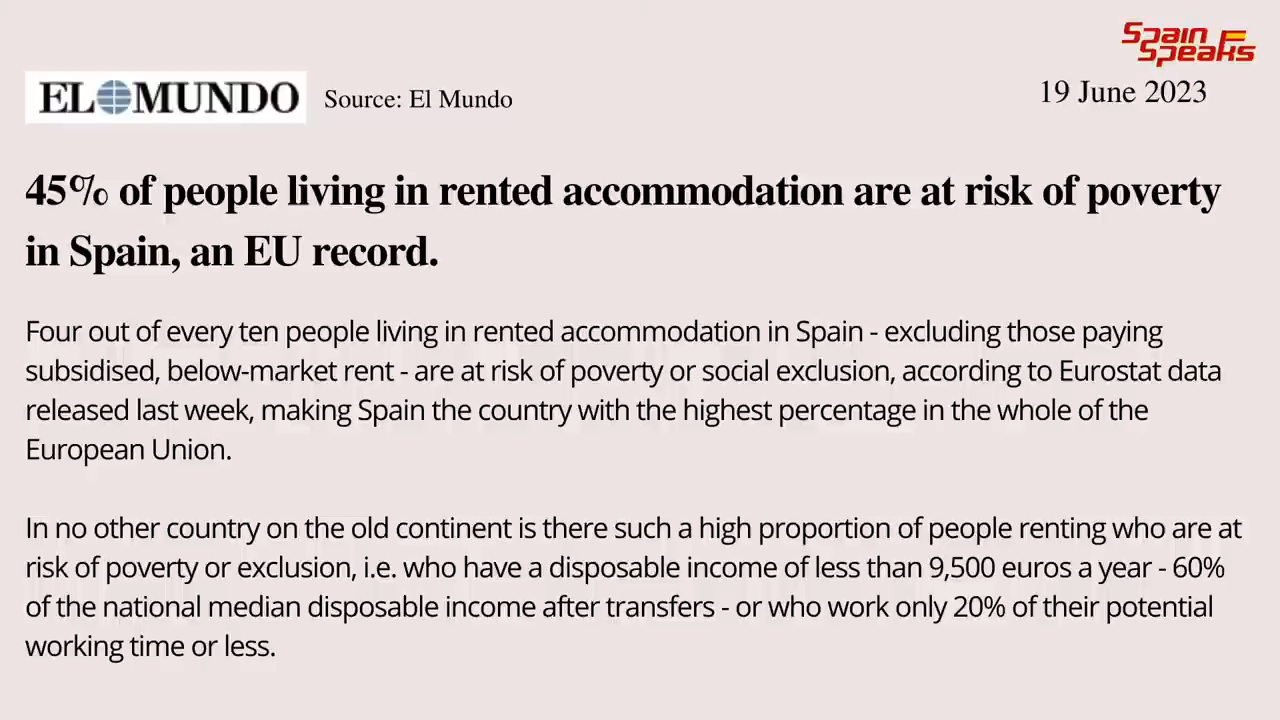 Spain
Speaks
EL MUNDO
Source: El Mundo
19 June 2023
45% of people living in rented accommodation are at risk of poverty
in Spain, an EU record.
Four out of every ten people living in rented accommodation in Spain - excluding those paying
subsidised, below-market rent - are at risk of poverty or social exclusion, according to Eurostat data
released last week, making Spain the country with the highest percentage in the whole of the
European Union.
In no other country on the old continent is there such a high proportion of people renting who are at
risk of poverty or exclusion, i.e. who have a disposable income of less than 9,500 euros a year - 60%
of the national median disposable income after transfers - or who work only 20% of their potential
working time or less.